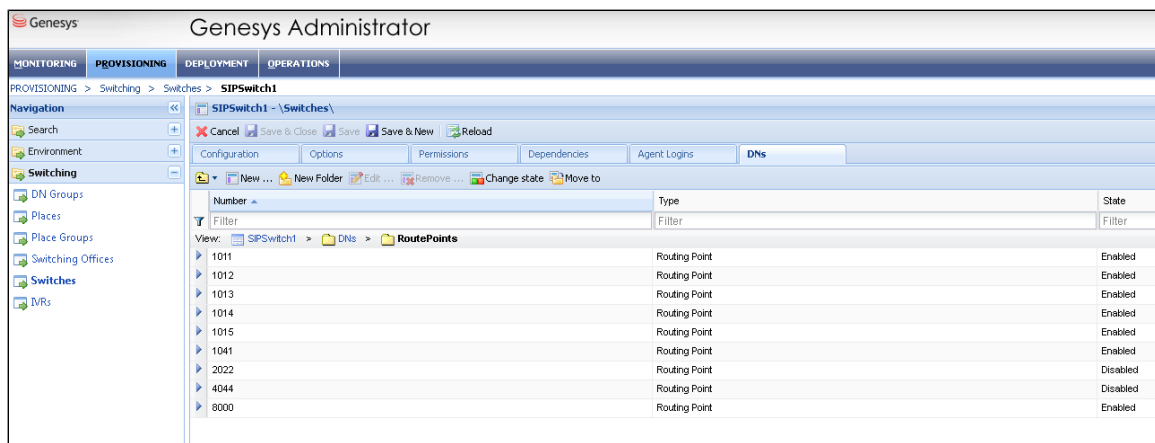 Genesys Genesys Administrator
MONITORING PROVISIONING DEPLOYMENT OPERATIONS
PROVISIONING > Switching > Switches > SIPSwitch1
Navigation SIPSwitch1 - \Switches\
Search Cancel Save & Close Save Save & New Reload
Environment Configuration Options Permissions Dependencies Agent Logins DNs
Switching New ... New Folder Edit ... Remove ... Change state Move to
DN Groups Number Type State
Places Filter Filter Filter
Place Groups View: SIPSwitch1 > DNs > RoutePoints
Switching Offices 1011 Routing Point Enabled
Switches 1012 Routing Point Enabled
IVRs 1013 Routing Point Enabled
1014 Routing Point Enabled
1015 Routing Point Enabled
1041 Routing Point Enabled
2022 Routing Point Disabled
4044 Routing Point Disabled
8000 Routing Point Enabled